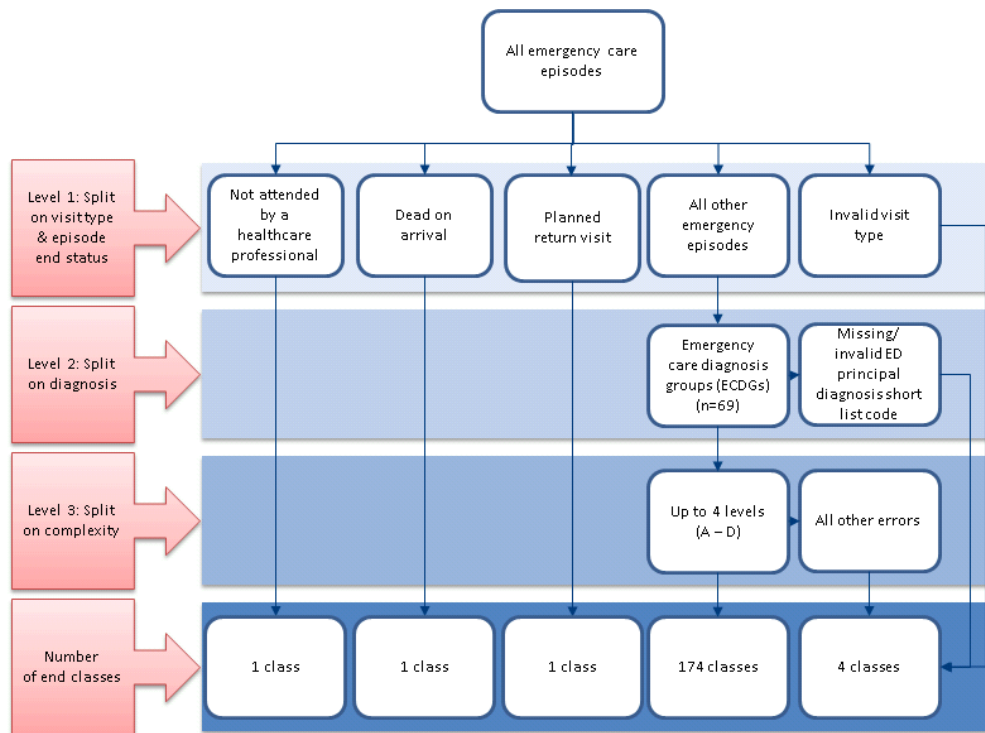 All emergency care
episodes
Level 1: Split
on visit type
& episode
end status
Not attended
by a
healthcare
professional
Dead on
arrival
Planned
return visit
All other
emergency
episodes
Invalid visit
type
Level 2: Split
on diagnosis
Emergency
care diagnosis
groups (ECDGs)
(n=69)
Missing/
invalid ED
principal
diagnosis short
list code
Level 3: Split
on complexity
Up to 4 levels
(A – D)
All other errors
Number
of end classes
1 class
1 class
1 class
174 classes
4 classes